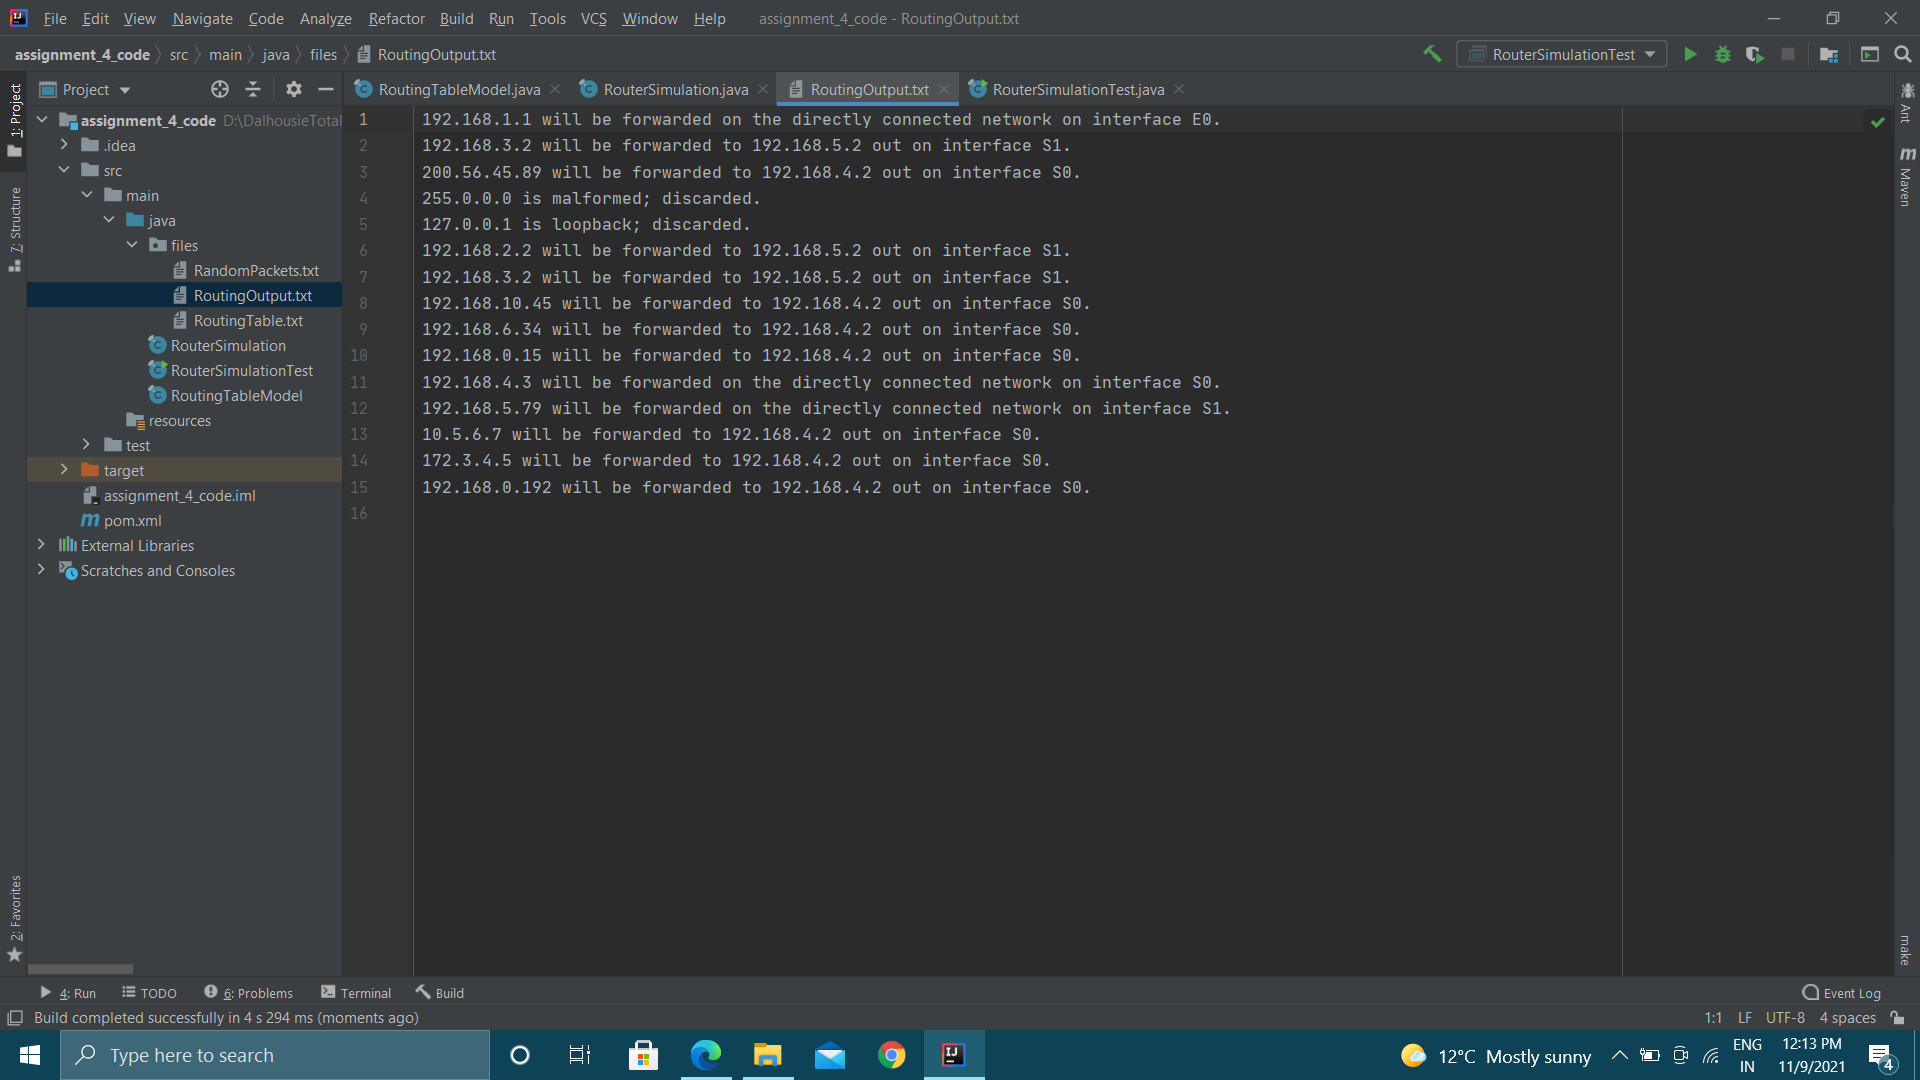 File Edit View Navigate Code Analyze Refactor Build Run Tools VCS Window Help assignment_4_code - RoutingOutput.txt
assignment_4_code src main java files RoutingOutput.txt RouterSimulationTest
1: Project
7: Structure
2: Favorites
Project
assignment_4_code D:\DalhousieTotal
.idea
src
main
java
files
RandomPackets.txt
RoutingOutput.txt
RoutingTable.txt
RouterSimulation
RouterSimulationTest
RoutingTableModel
resources
test
target
assignment_4_code.iml
pom.xml
External Libraries
Scratches and Consoles
RoutingTableModel.java RouterSimulation.java RoutingOutput.txt RouterSimulationTest.java
1 192.168.1.1 will be forwarded on the directly connected network on interface E0.
2 192.168.3.2 will be forwarded to 192.168.5.2 out on interface S1.
3 200.56.45.89 will be forwarded to 192.168.4.2 out on interface S0.
4 255.0.0.0 is malformed; discarded.
5 127.0.0.1 is loopback; discarded.
6 192.168.2.2 will be forwarded to 192.168.5.2 out on interface S1.
7 192.168.3.2 will be forwarded to 192.168.5.2 out on interface S1.
8 192.168.10.45 will be forwarded to 192.168.4.2 out on interface S0.
9 192.168.6.34 will be forwarded to 192.168.4.2 out on interface S0.
10 192.168.0.15 will be forwarded to 192.168.4.2 out on interface S0.
11 192.168.4.3 will be forwarded on the directly connected network on interface S0.
12 192.168.5.79 will be forwarded on the directly connected network on interface S1.
13 10.5.6.7 will be forwarded to 192.168.4.2 out on interface S0.
14 172.3.4.5 will be forwarded to 192.168.4.2 out on interface S0.
15 192.168.0.192 will be forwarded to 192.168.4.2 out on interface S0.
16
Ant
m Maven
make
4: Run TODO 6: Problems Terminal Build Event Log
Build completed successfully in 4 s 294 ms (moments ago) 1:1 LF UTF-8 4 spaces
Type here to search 12°C Mostly sunny ENG IN 12:13 PM 11/9/2021 4